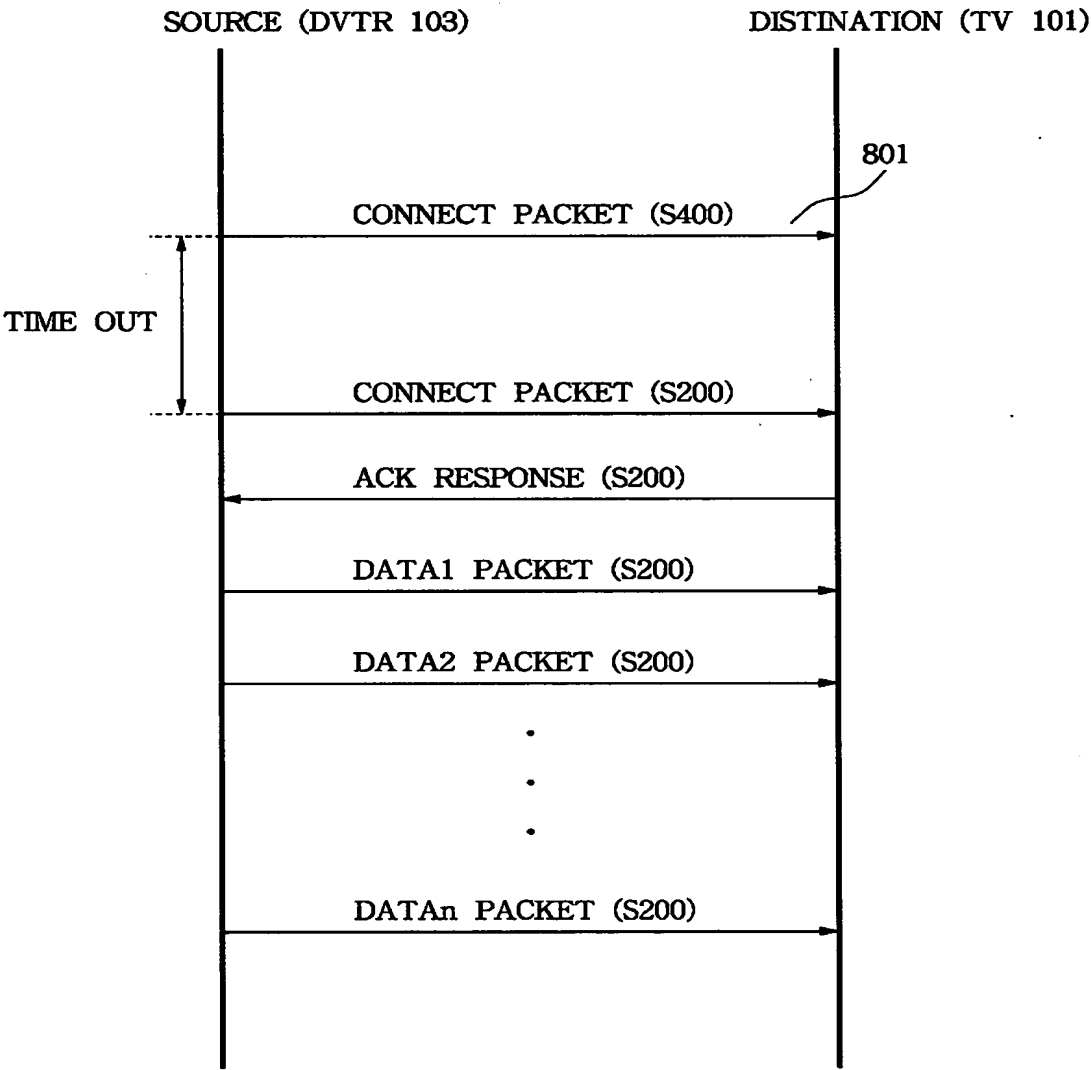 SOURCE (DVTR 103)
DISTINATION (TV 101)
801
CONNECT PACKET (S400)
TIME OUT
CONNECT PACKET (S200)
ACK RESPONSE (S200)
DATA1 PACKET (S200)
DATA2 PACKET (S200)
DATAn PACKET (S200)